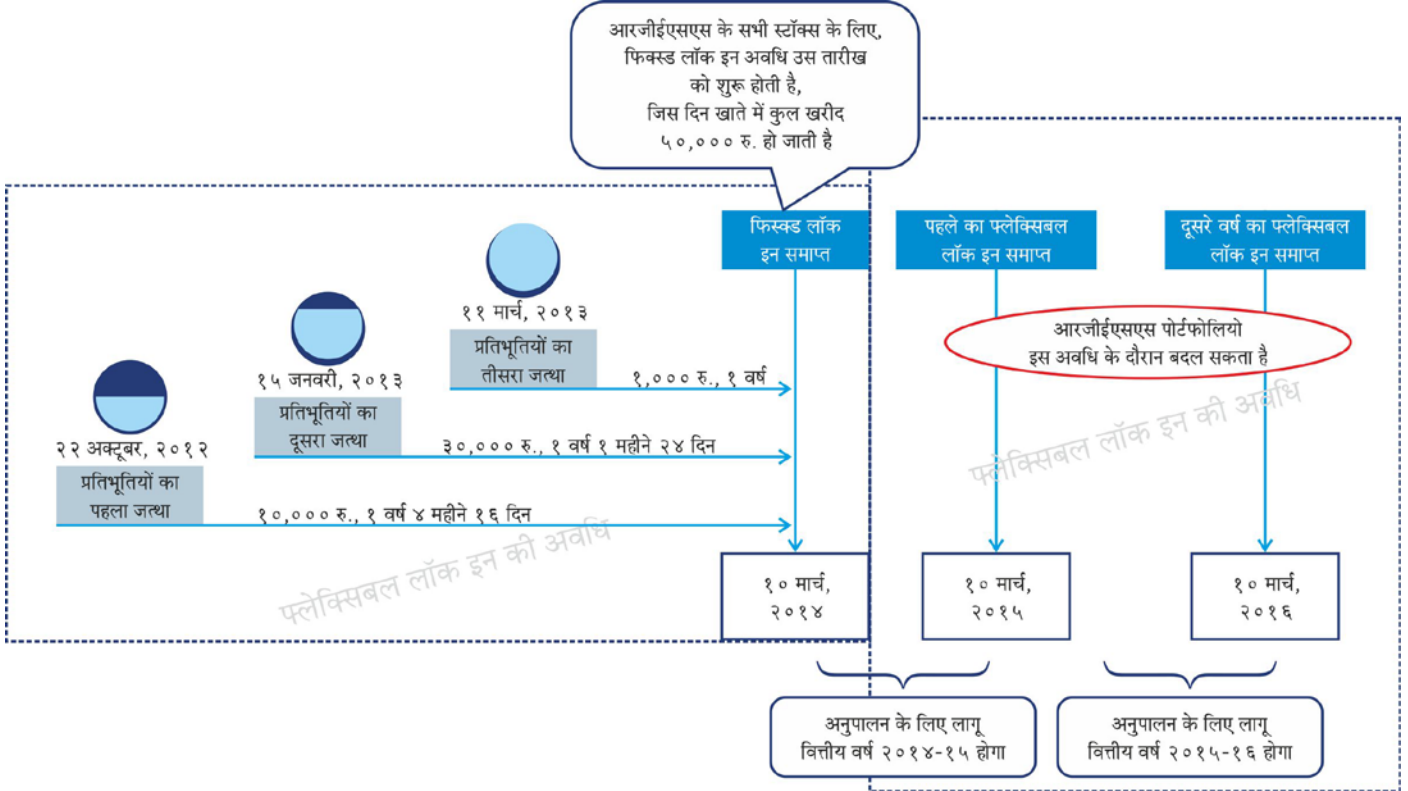 आरजीईएसएस के सभी स्टॉक्स के लिए,
फिक्स्ड लॉक इन अवधि उस तारीख
को शुरू होती है,
जिस दिन खाते में कुल खरीद
५०,००० रु. हो जाती है
फिस्क्ड लॉक
इन समाप्त
पहले का फ्लेक्सिबल
लॉक इन समाप्त
दूसरे वर्ष का फ्लेक्सिबल
लॉक इन समाप्त
११ मार्च, २०१३
प्रतिभूतियों का
तीसरा जत्था
१,००० रु., १ वर्ष
१५ जनवरी, २०१३
प्रतिभूतियों का
दूसरा जत्था
३०,००० रु., १ वर्ष १ महीने २४ दिन
२२ अक्टूबर, २०१२
प्रतिभूतियों का
पहला जत्था
१०,००० रु., १ वर्ष ४ महीने १६ दिन
आरजीईएसएस पोर्टफोलियो
इस अवधि के दौरान बदल सकता है
फ्लेक्सिबल लॉक इन की अवधि
फ्लेक्सिबल लॉक इन की अवधि
१० मार्च,
२०१४
१० मार्च,
२०१५
१० मार्च,
२०१६
अनुपालन के लिए लागू
वित्तीय वर्ष २०१४-१५ होगा
अनुपालन के लिए लागू
वित्तीय वर्ष २०१५-१६ होगा